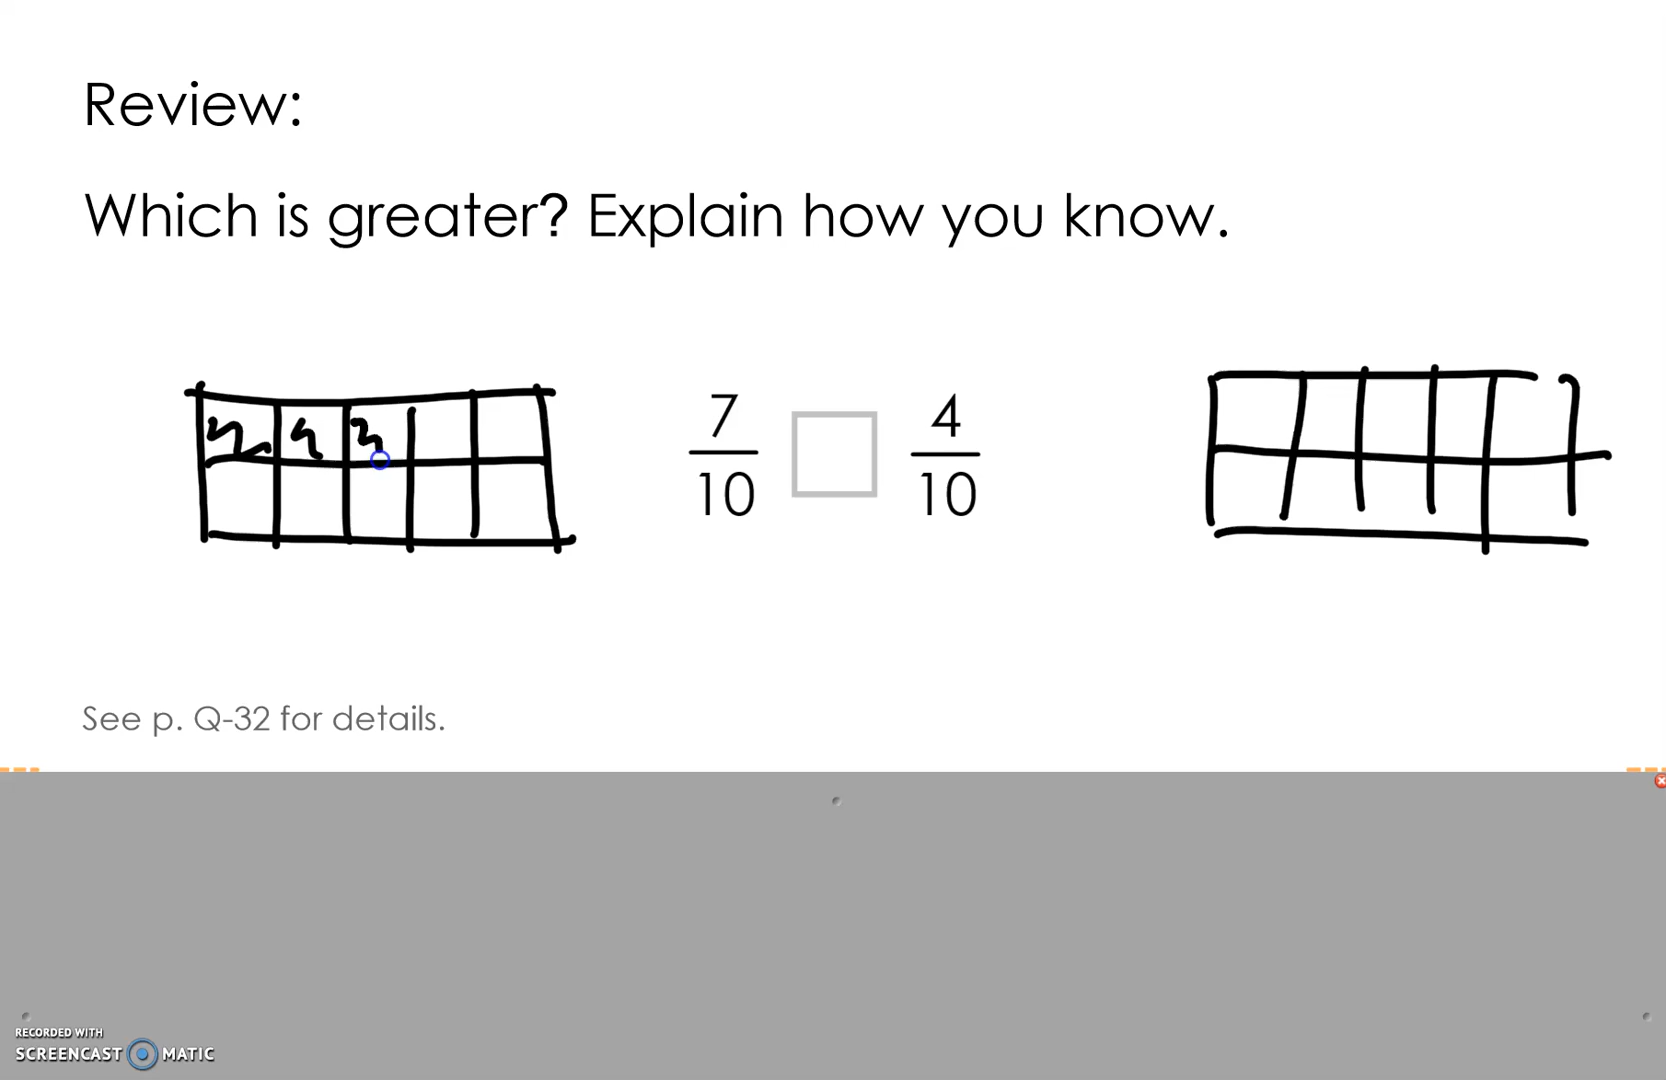 Review:
Which is greater? Explain how you know.
7 4
10 10
See p. Q-32 for details.
RECORDED WITH
SCREENCAST MATIC